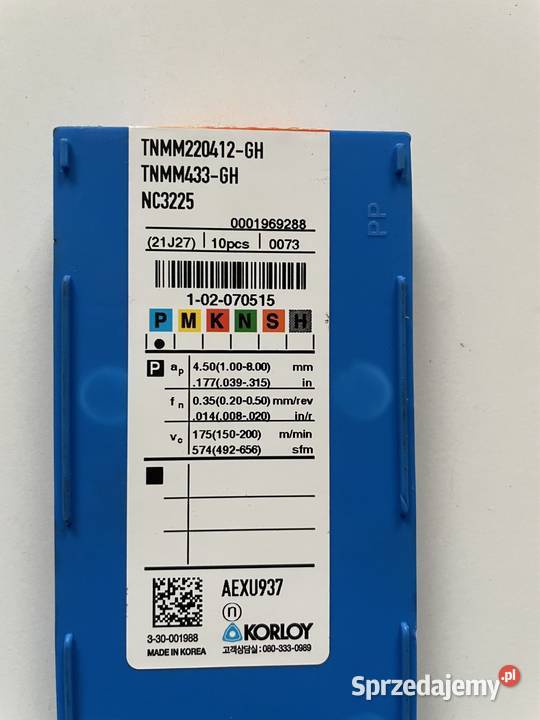 TNMM220412-GH
TNMM433-GH
NC3225
0001969288
(21J27) 10pcs 0073
1-02-070515
P M K N S H
P ap 4.50(1.00-8.00) mm
.177(.039-.315) in
fn 0.35(0.20-0.50) mm/rev
.014(.008-.020) in/r
vc 175(150-200) m/min
574(492-656) sfm
AEXU937
n
3-30-001988
KORLOY
MADE IN KOREA
고객상담실 : 080-333-0989
PP
Sprzedajemy.pl